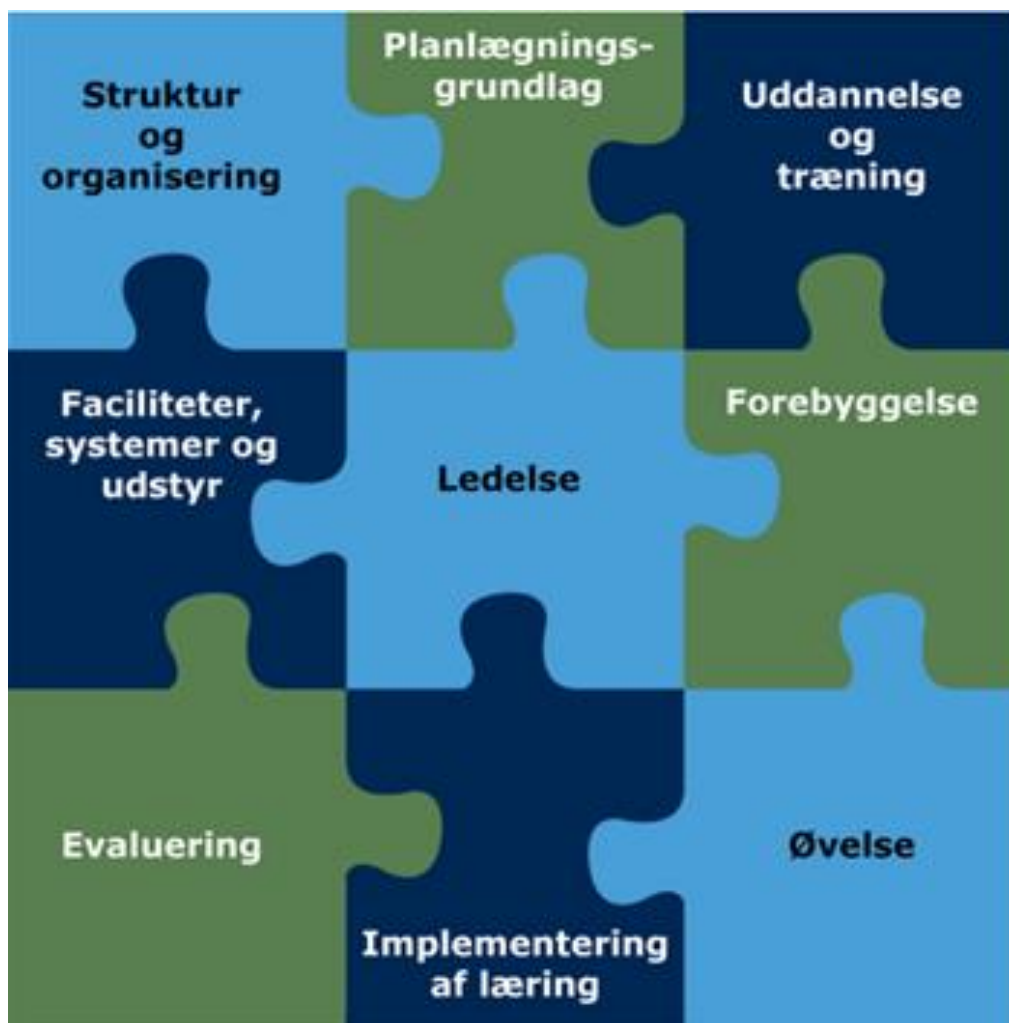 Struktur
og
organisering
Planlægnings-
grundlag
Uddannelse
og
træning
Faciliteter,
systemer og
udstyr
Ledelse
Forebyggelse
Evaluering
Implementering
af læring
Øvelse